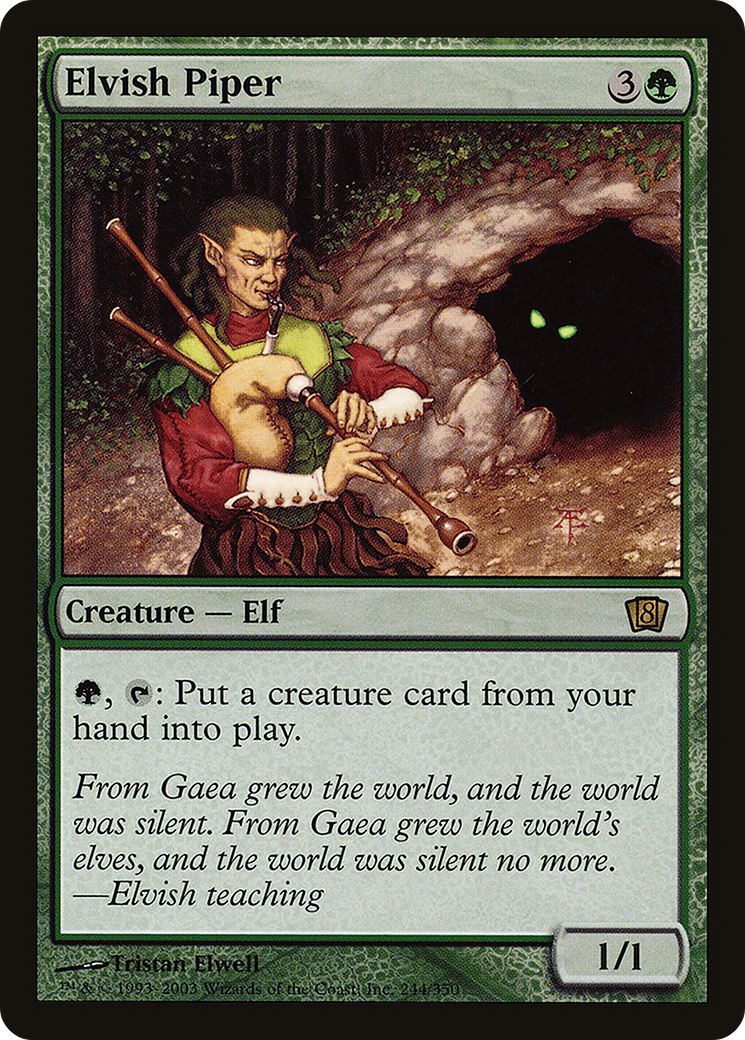 Elvish Piper 3
Creature — Elf 8
, : Put a creature card from your
hand into play.
From Gaea grew the world, and the world
was silent. From Gaea grew the world's
elves, and the world was silent no more.
—Elvish teaching
1/1
Tristan Elwell
™ & © 1993–2003 Wizards of the Coast, Inc. 244/350